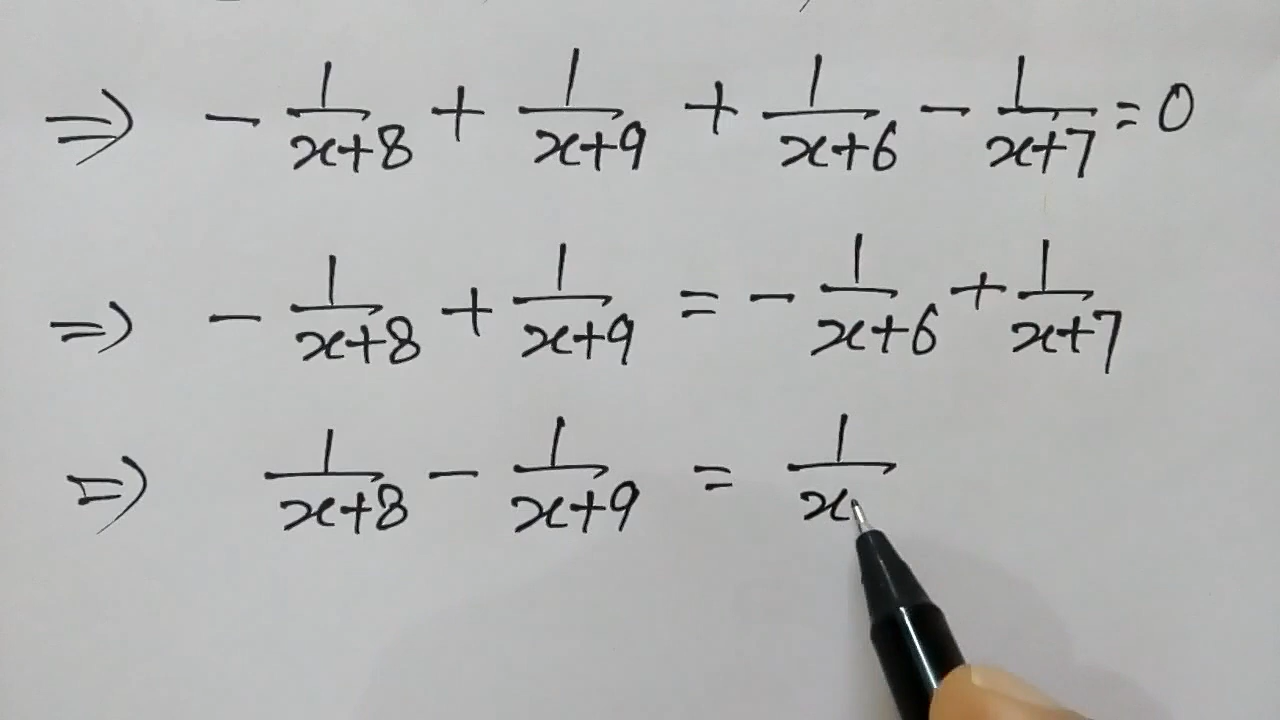 ⇒ - 1/(x+8) + 1/(x+9) + 1/(x+6) - 1/(x+7) = 0
⇒ - 1/(x+8) + 1/(x+9) = - 1/(x+6) + 1/(x+7)
⇒ 1/(x+8) - 1/(x+9) = 1/x